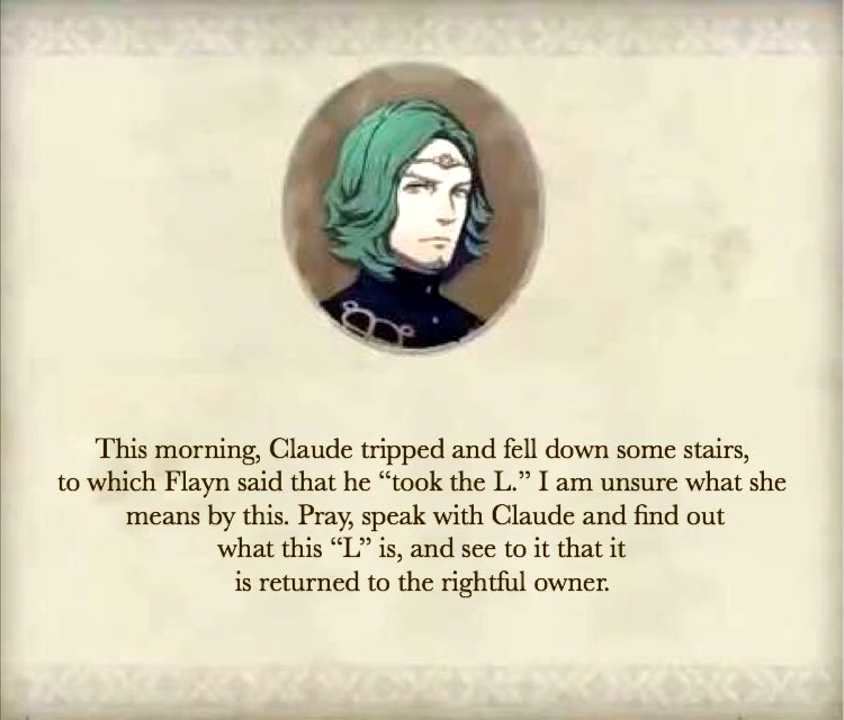 This morning, Claude tripped and fell down some stairs,
to which Flayn said that he “took the L.” I am unsure what she
means by this. Pray, speak with Claude and find out
what this “L” is, and see to it that it
is returned to the rightful owner.